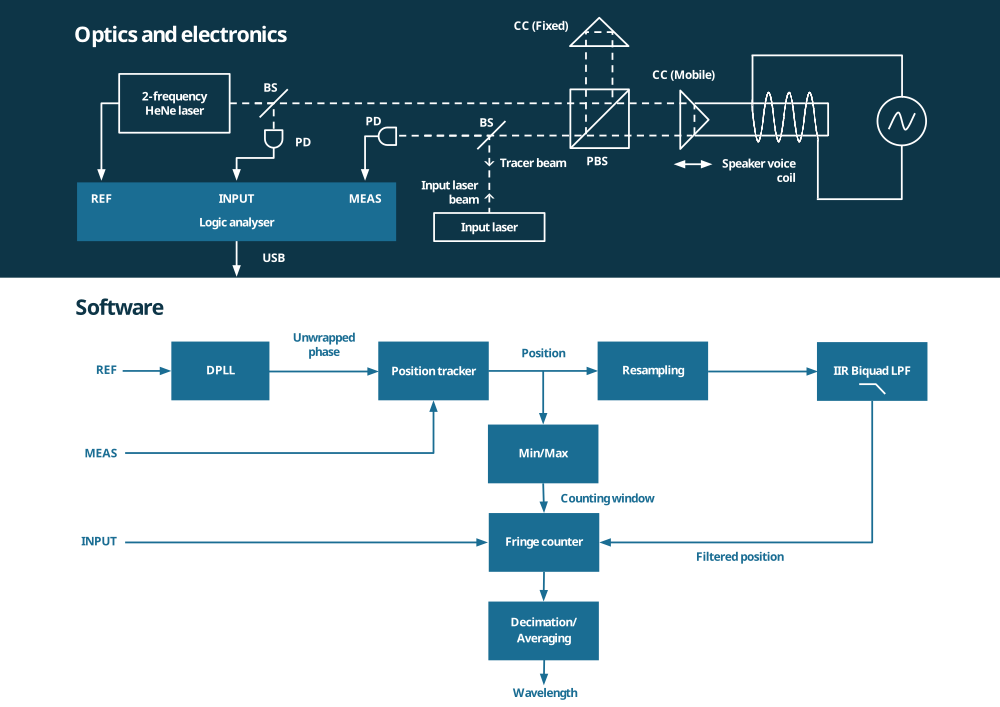 Optics and electronics
CC (Fixed)
CC (Mobile)
2-frequency
HeNe laser
BS
PD
PD
BS
Tracer beam
PBS
Speaker voice
coil
Input laser
beam
REF
INPUT
MEAS
Logic analyser
Input laser
USB
Software
Unwrapped
phase
REF
DPLL
Position tracker
Position
Resampling
IIR Biquad LPF
MEAS
Min/Max
Counting window
INPUT
Fringe counter
Filtered position
Decimation/
Averaging
Wavelength